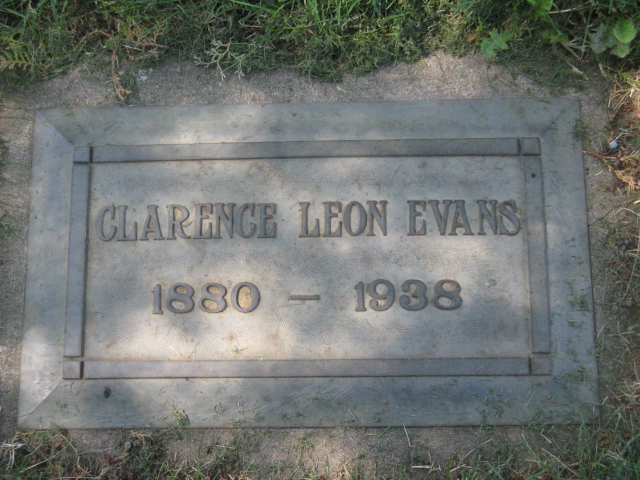 CLARENCE LEON EVANS
1880 — 1938